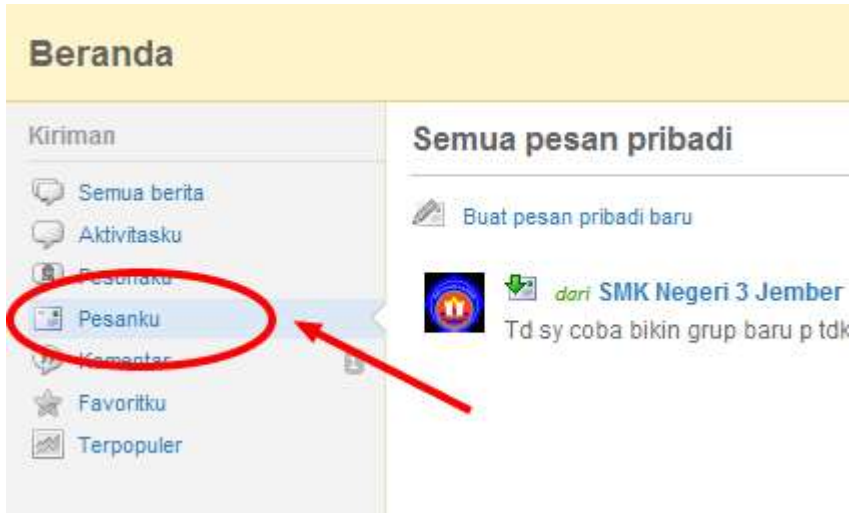 Beranda
Kiriman
Semua berita
Aktivitasku
Pesanku
Komentar
Favoritku
Terpopuler
Semua pesan pribadi
Buat pesan pribadi baru
dari SMK Negeri 3 Jember
Td sy coba bikin grup baru p tdk